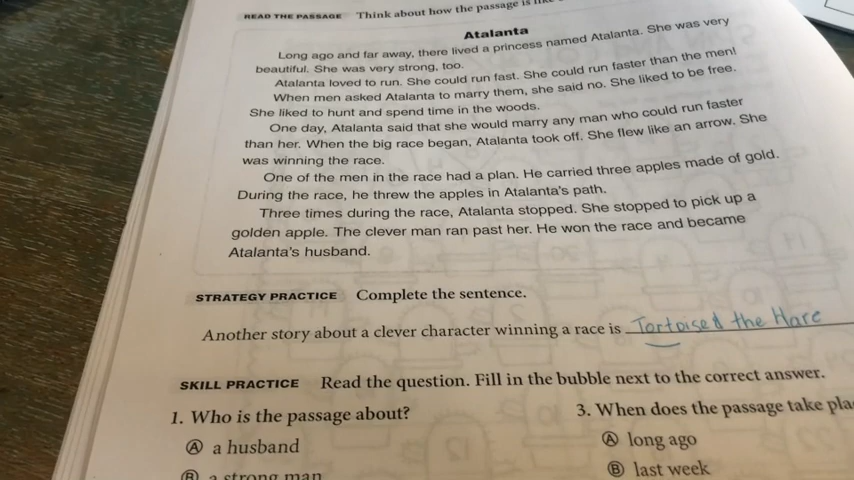 READ THE PASSAGE Think about how the passage is like
Atalanta
Long ago and far away, there lived a princess named Atalanta. She was very
beautiful. She was very strong, too.
Atalanta loved to run. She could run fast. She could run faster than the men!
When men asked Atalanta to marry them, she said no. She liked to be free.
She liked to hunt and spend time in the woods.
One day, Atalanta said that she would marry any man who could run faster
than her. When the big race began, Atalanta took off. She flew like an arrow. She
was winning the race.
One of the men in the race had a plan. He carried three apples made of gold.
During the race, he threw the apples in Atalanta's path.
Three times during the race, Atalanta stopped. She stopped to pick up a
golden apple. The clever man ran past her. He won the race and became
Atalanta's husband.
STRATEGY PRACTICE Complete the sentence.
Another story about a clever character winning a race is Tortoised the Hare
SKILL PRACTICE Read the question. Fill in the bubble next to the correct answer.
1. Who is the passage about?
A a husband
B a strong man
3. When does the passage take pla
A long ago
B last week